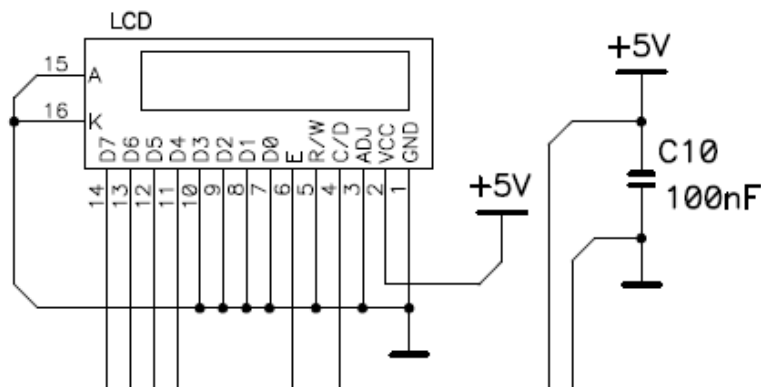 LCD
+5V
15
A
16
K
C10
100nF
D7
D6
D5
D4
D3
D2
D1
D0
E
R/W
C/D
ADJ
VCC
GND
14
13
12
11
10
9
8
7
6
5
4
3
2
1
+5V